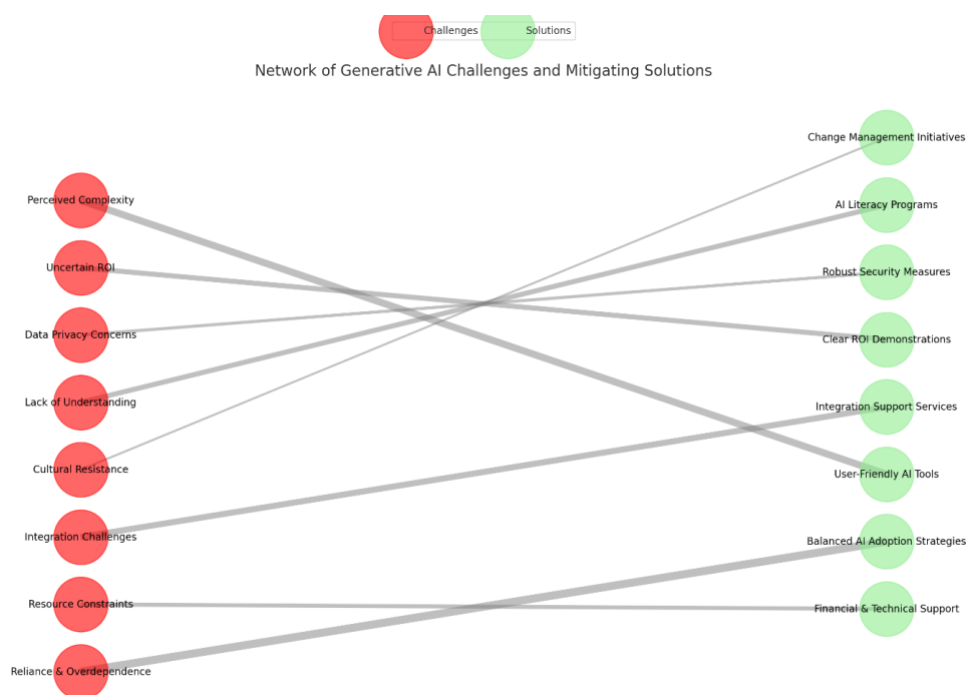 Challenges
Solutions
Network of Generative AI Challenges and Mitigating Solutions
Perceived Complexity
Uncertain ROI
Data Privacy Concerns
Lack of Understanding
Cultural Resistance
Integration Challenges
Resource Constraints
Reliance & Overdependence
Change Management Initiatives
AI Literacy Programs
Robust Security Measures
Clear ROI Demonstrations
Integration Support Services
User-Friendly AI Tools
Balanced AI Adoption Strategies
Financial & Technical Support